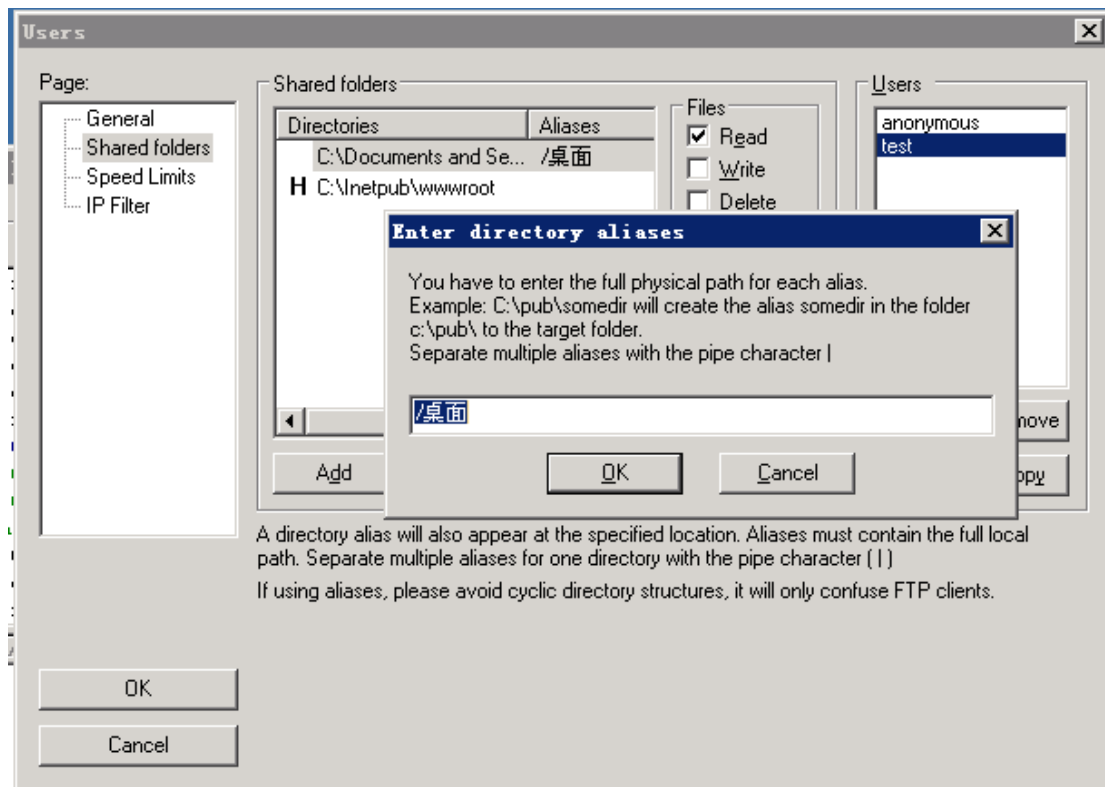 Users
Page:
General
Shared folders
Speed Limits
IP Filter
Shared folders
Directories Aliases
C:\Documents and Se... /桌面
H C:\Inetpub\wwwroot
Files
Read
Write
Delete
Users
anonymous
test
Enter directory aliases
You have to enter the full physical path for each alias.
Example: C:\pub\somedir will create the alias somedir in the folder
c:\pub\ to the target folder.
Separate multiple aliases with the pipe character |
/桌面
OK Cancel
Add
move
opy
A directory alias will also appear at the specified location. Aliases must contain the full local
path. Separate multiple aliases for one directory with the pipe character ( | )
If using aliases, please avoid cyclic directory structures, it will only confuse FTP clients.
OK
Cancel